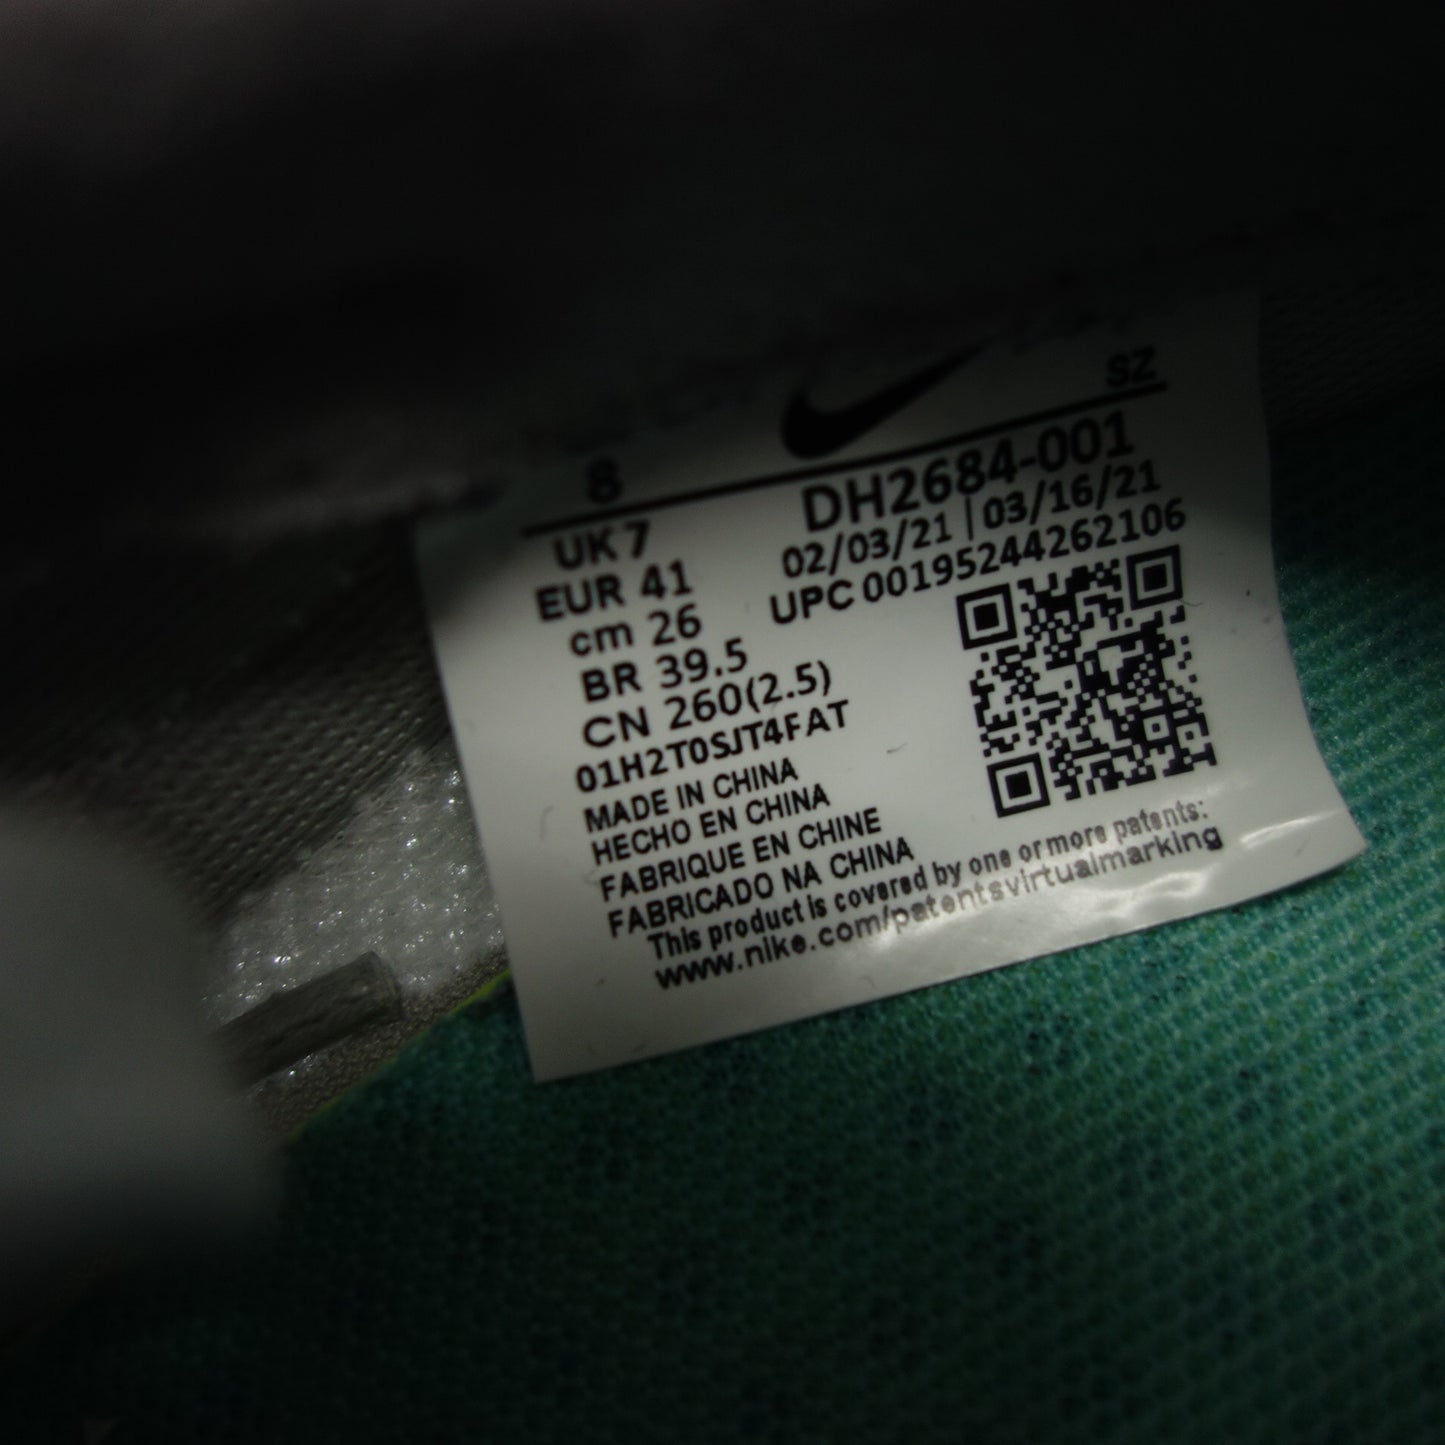 8 SZ
UK 7 DH2684-001
EUR 41 02/03/21 | 03/16/21
cm 26 UPC 00195244262106
BR 39.5
CN 260(2.5)
01H2T0SJT4FAT
MADE IN CHINA
HECHO EN CHINA
FABRIQUE EN CHINE
FABRICADO NA CHINA
This product is covered by one or more patents:
www.nike.com/patentsvirtualmarking